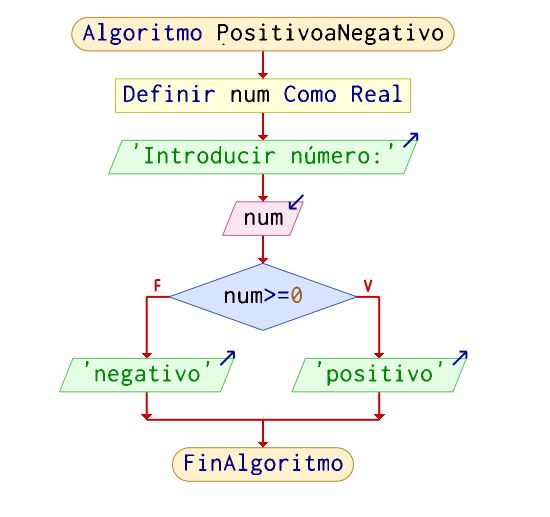 Algoritmo PositivoaNegativo
Definir num Como Real
'Introducir número:'
num
num>=0
F
V
'negativo'
'positivo'
FinAlgoritmo